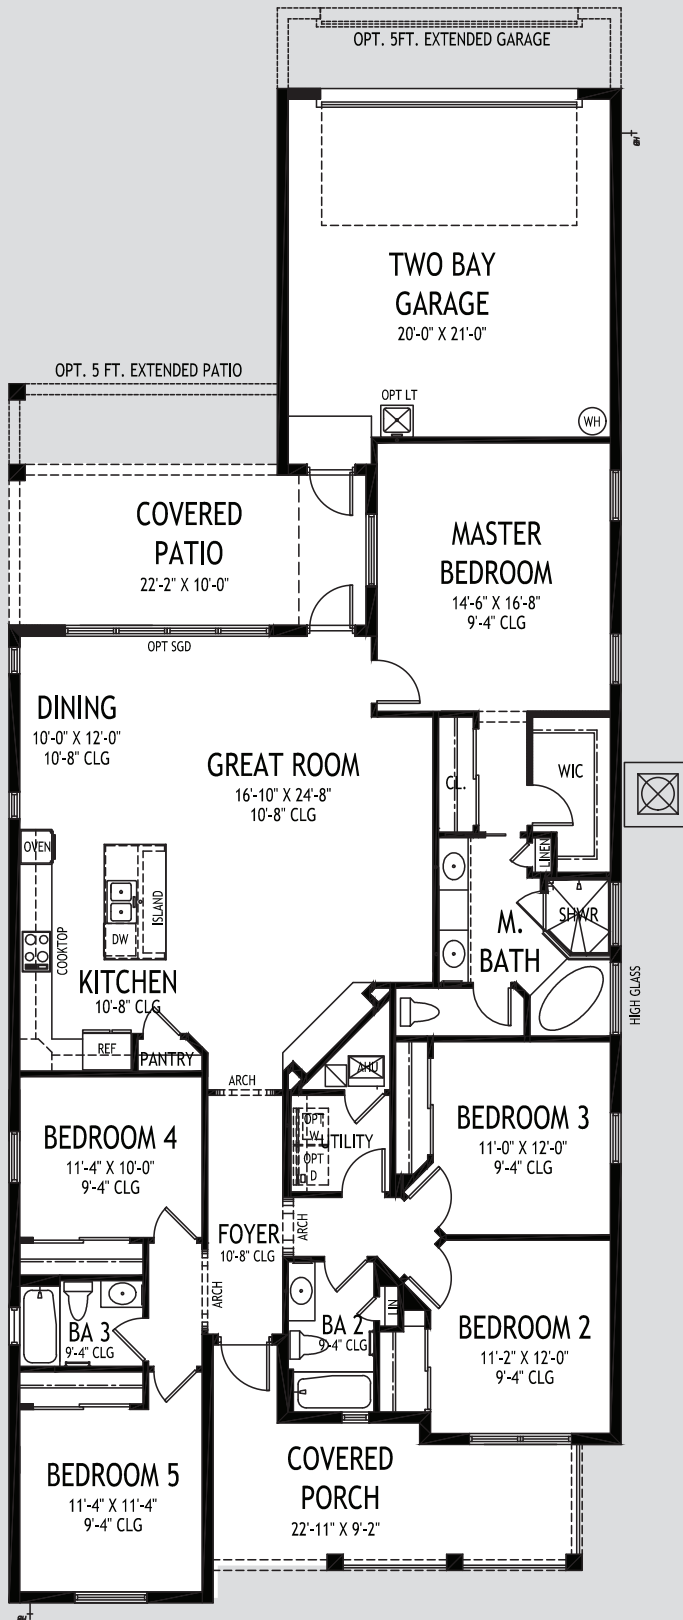 OPT. 5FT. EXTENDED GARAGE
TWO BAY
GARAGE
20'-0" X 21'-0"
OPT. 5 FT. EXTENDED PATIO
OPT LT
WH
COVERED
PATIO
22'-2" X 10'-0"
MASTER
BEDROOM
14'-6" X 16'-8"
9'-4" CLG
OPT SGD
DINING
10'-0" X 12'-0"
10'-8" CLG
GREAT ROOM
16'-10" X 24'-8"
10'-8" CLG
CL.
WIC
OVEN
LINEN
ISLAND
SHWR
DW
COOKTOP
M.
BATH
KITCHEN
10'-8" CLG
HIGH GLASS
REF
PANTRY
AHU
ARCH
BEDROOM 4
11'-4" X 10'-0"
9'-4" CLG
OPT
W
UTILITY
OPT
D
BEDROOM 3
11'-0" X 12'-0"
9'-4" CLG
FOYER
10'-8" CLG
ARCH
ARCH
BA 3
9'-4" CLG
BA 2
9'-4" CLG
LIN
BEDROOM 2
11'-2" X 12'-0"
9'-4" CLG
BEDROOM 5
11'-4" X 11'-4"
9'-4" CLG
COVERED
PORCH
22'-11" X 9'-2"